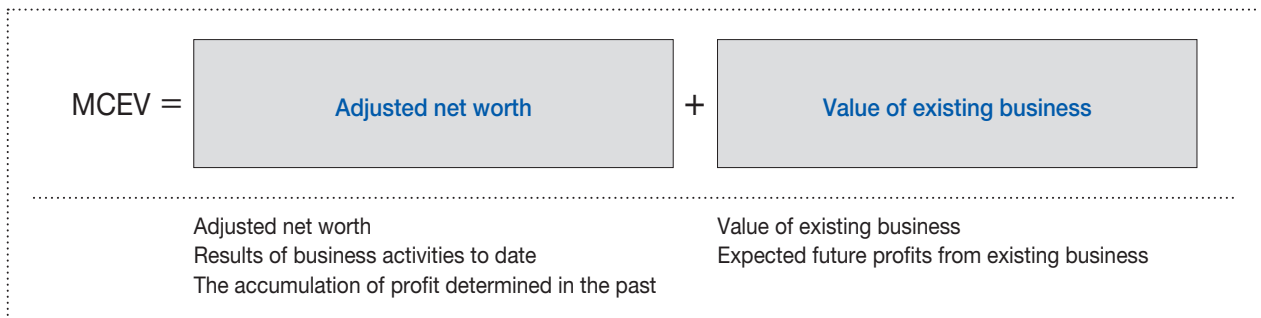 MCEV = Adjusted net worth + Value of existing business
Adjusted net worth
Results of business activities to date
The accumulation of profit determined in the past
Value of existing business
Expected future profits from existing business